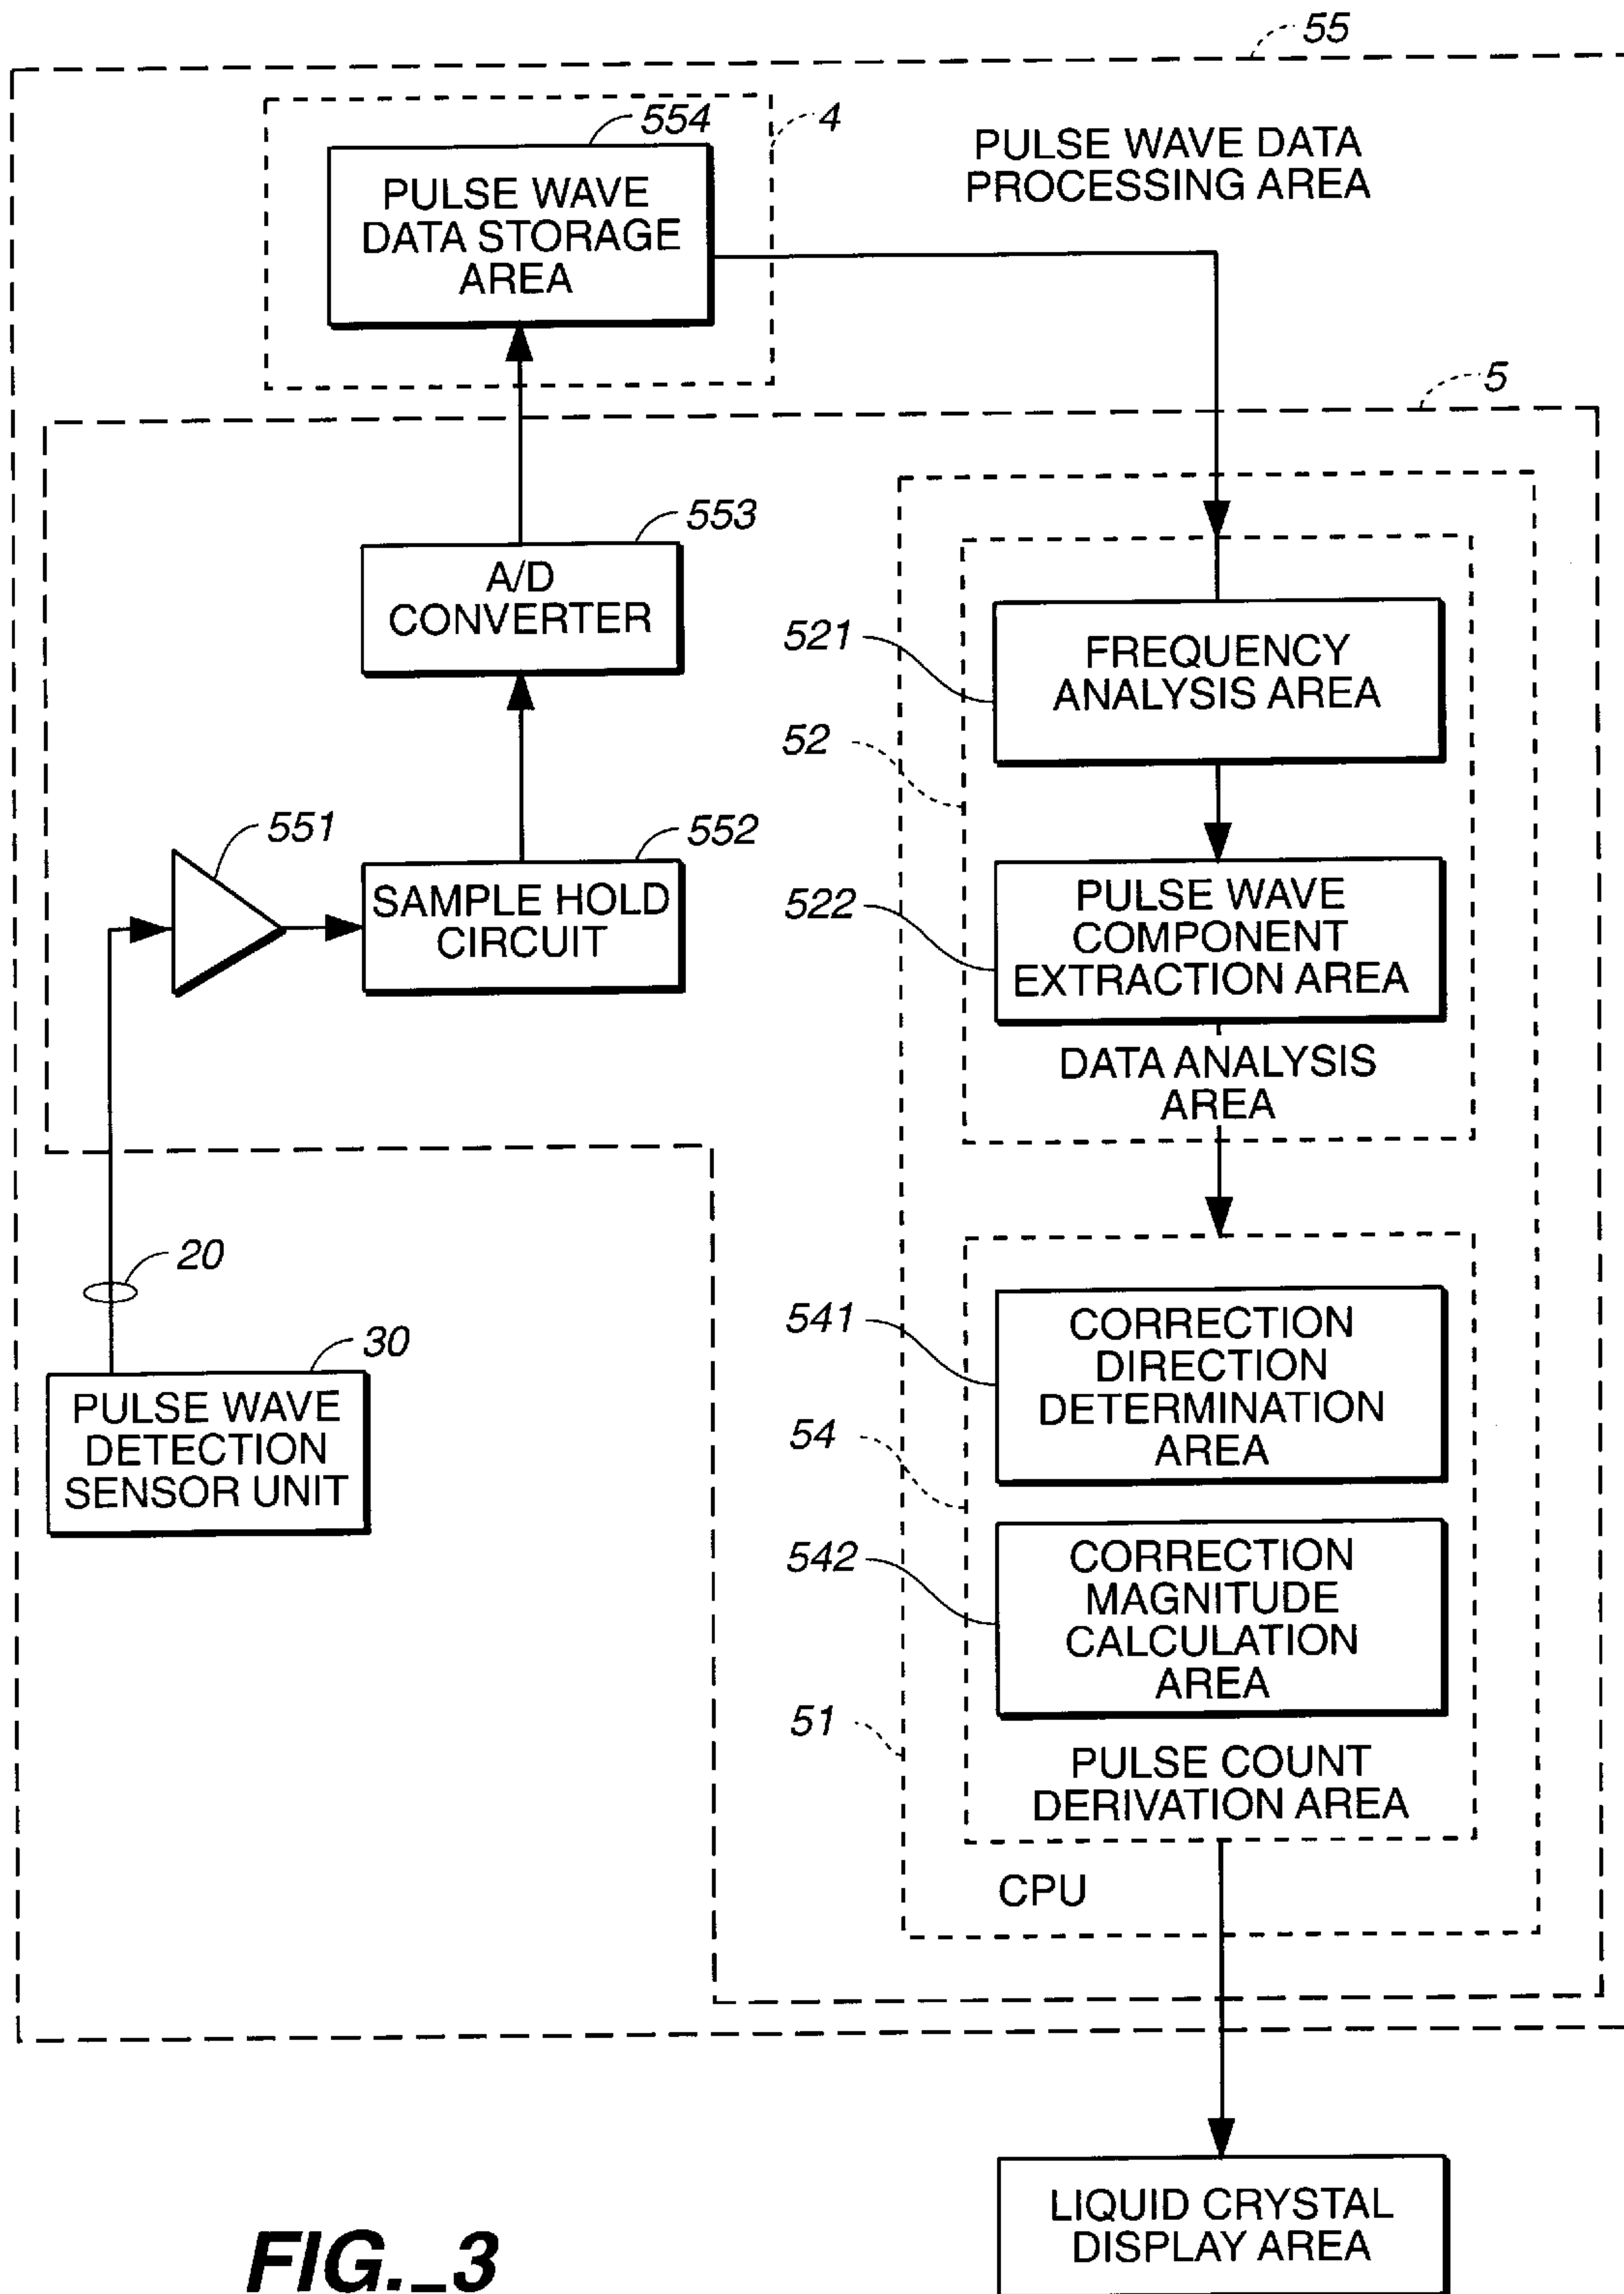 55
554
4
PULSE WAVE
DATA STORAGE
AREA
PULSE WAVE DATA
PROCESSING AREA
5
553
A/D
CONVERTER
521
FREQUENCY
ANALYSIS AREA
52
551
552
SAMPLE HOLD
CIRCUIT
522
PULSE WAVE
COMPONENT
EXTRACTION AREA
DATA ANALYSIS
AREA
20
30
PULSE WAVE
DETECTION
SENSOR UNIT
541
CORRECTION
DIRECTION
DETERMINATION
AREA
54
542
CORRECTION
MAGNITUDE
CALCULATION
AREA
51
PULSE COUNT
DERIVATION AREA
CPU
LIQUID CRYSTAL
DISPLAY AREA
FIG._3